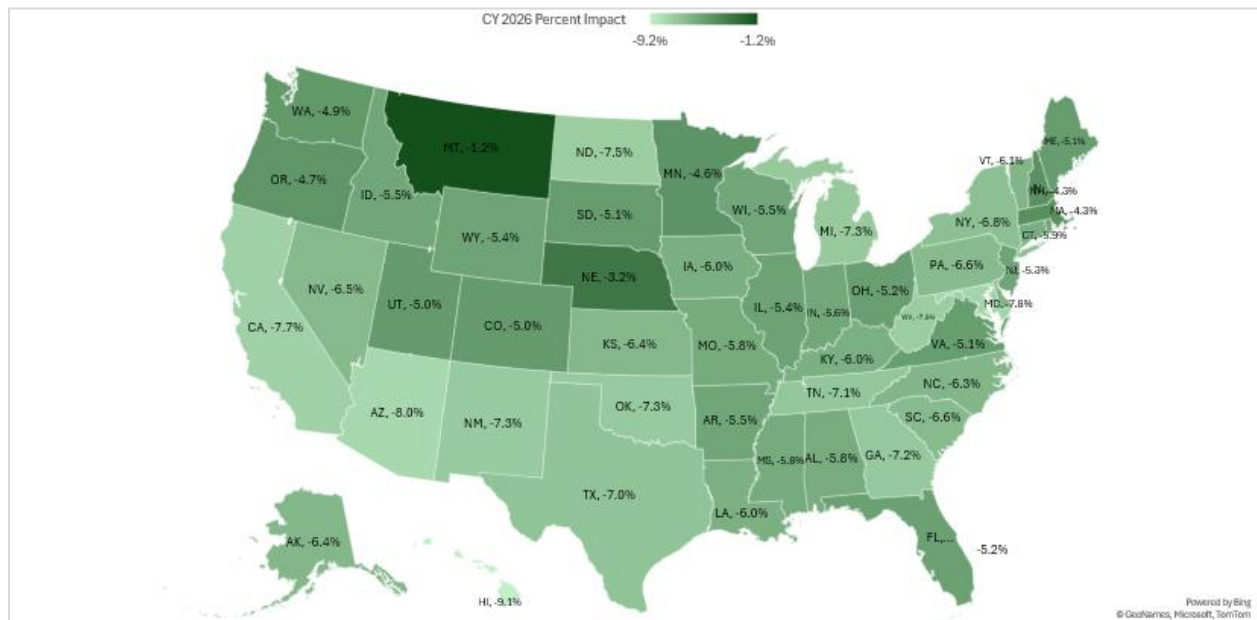 CY 2026 Percent Impact
-9.2% -1.2%
WA, -4.9%
MT, -1.2%
ND, -7.5%
MN, -4.6%
ME, -5.1%
VT, -6.1%
OR, -4.7%
ID, -5.5%
SD, -5.1%
WI, -5.5%
MI, -7.3%
NY, -6.8%
-4.3%
MA, -4.3%
WY, -5.4%
CT, -5.9%
NE, -3.2%
IA, -6.0%
PA, -6.6%
NJ, -5.3%
NV, -6.5%
UT, -5.0%
CO, -5.0%
IL, -5.4%
IN, -5.6%
OH, -5.2%
MD, -7.8%
CA, -7.7%
KS, -6.4%
MO, -5.8%
WV,
VA, -5.1%
KY, -6.0%
NC, -6.3%
TN, -7.1%
AZ, -8.0%
NM, -7.3%
OK, -7.3%
AR, -5.5%
SC, -6.6%
MS, -5.8%
AL, -5.8%
GA, -7.2%
TX, -7.0%
LA, -6.0%
FL,...
-5.2%
AK, -6.4%
HI, -9.1%
Powered by Bing
© GeoNames, Microsoft, TomTom